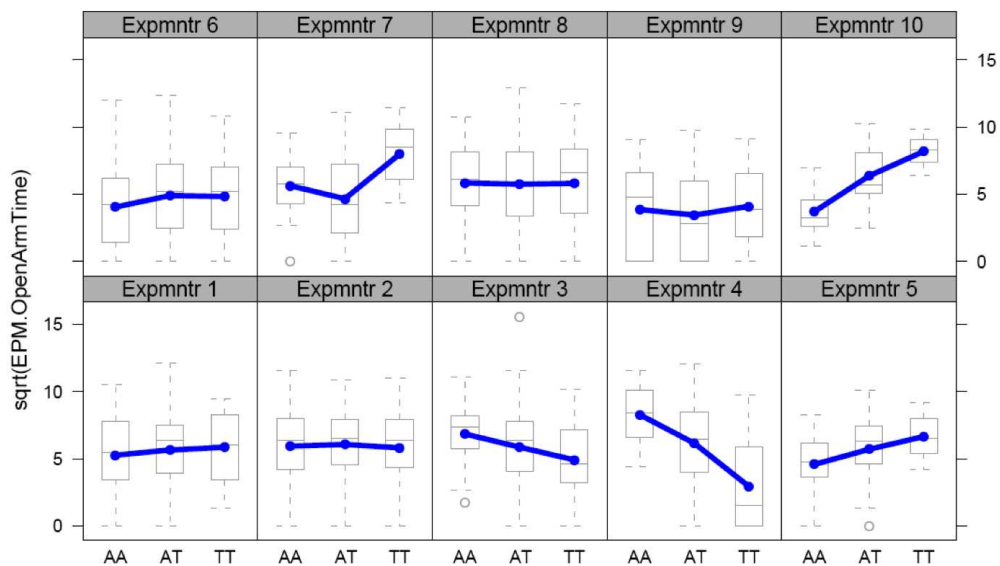 Expmntr 6 Expmntr 7 Expmntr 8 Expmntr 9 Expmntr 10
15
10
5
0
sqrt(EPM.OpenArmTime)
Expmntr 1 Expmntr 2 Expmntr 3 Expmntr 4 Expmntr 5
15
10
5
0
AA AT TT AA AT TT AA AT TT AA AT TT AA AT TT